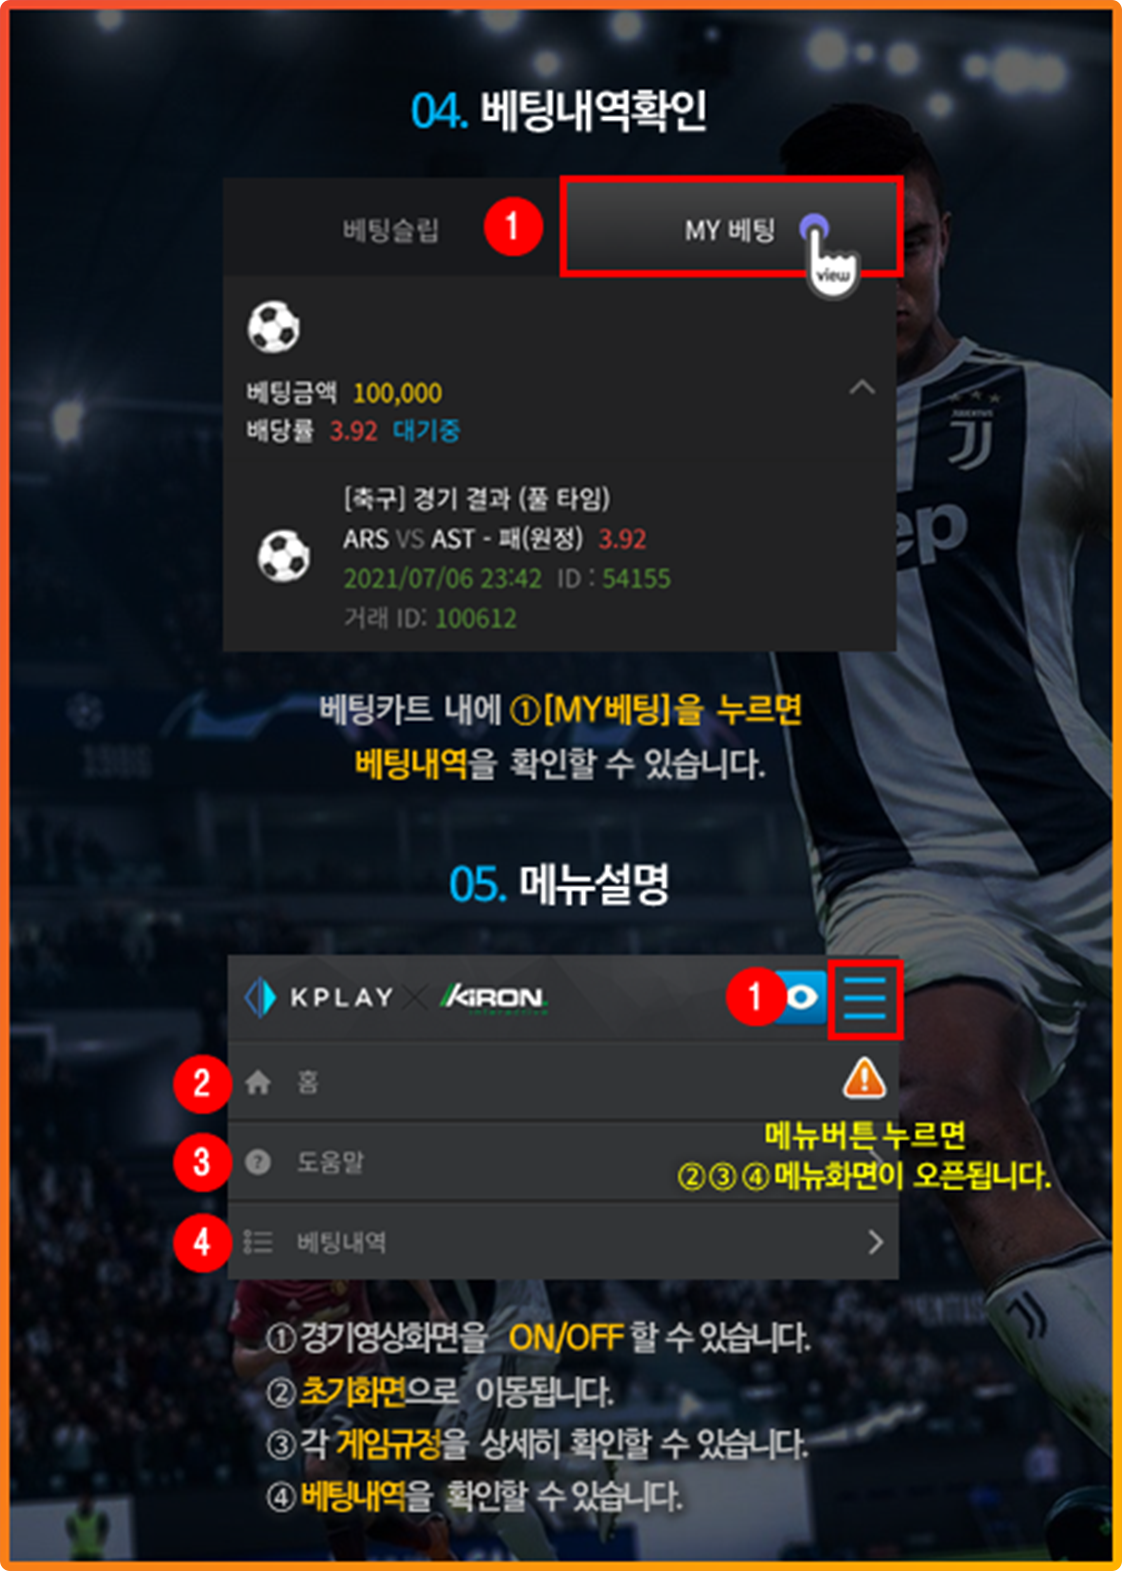 04. 베팅내역확인
베팅슬립
1
MY 베팅
view
베팅금액 100,000
배당률 3.92 대기중
[축구] 경기 결과 (풀 타임)
ARS VS AST - 패(원정) 3.92
2021/07/06 23:42 ID : 54155
거래 ID: 100612
JUVENTUS
ep
1986
베팅카트 내에 ①[MY베팅]을 누르면
베팅내역을 확인할 수 있습니다.
05. 메뉴설명
KPLAY × KIRON interactive
1
2 홈
메뉴버튼 누르면
3 도움말
②③④메뉴화면이 오픈됩니다.
4 베팅내역
① 경기영상화면을 ON/OFF 할 수 있습니다.
② 초기화면으로 이동됩니다.
③ 각 게임규정을 상세히 확인할 수 있습니다.
④ 베팅내역을 확인할 수 있습니다.